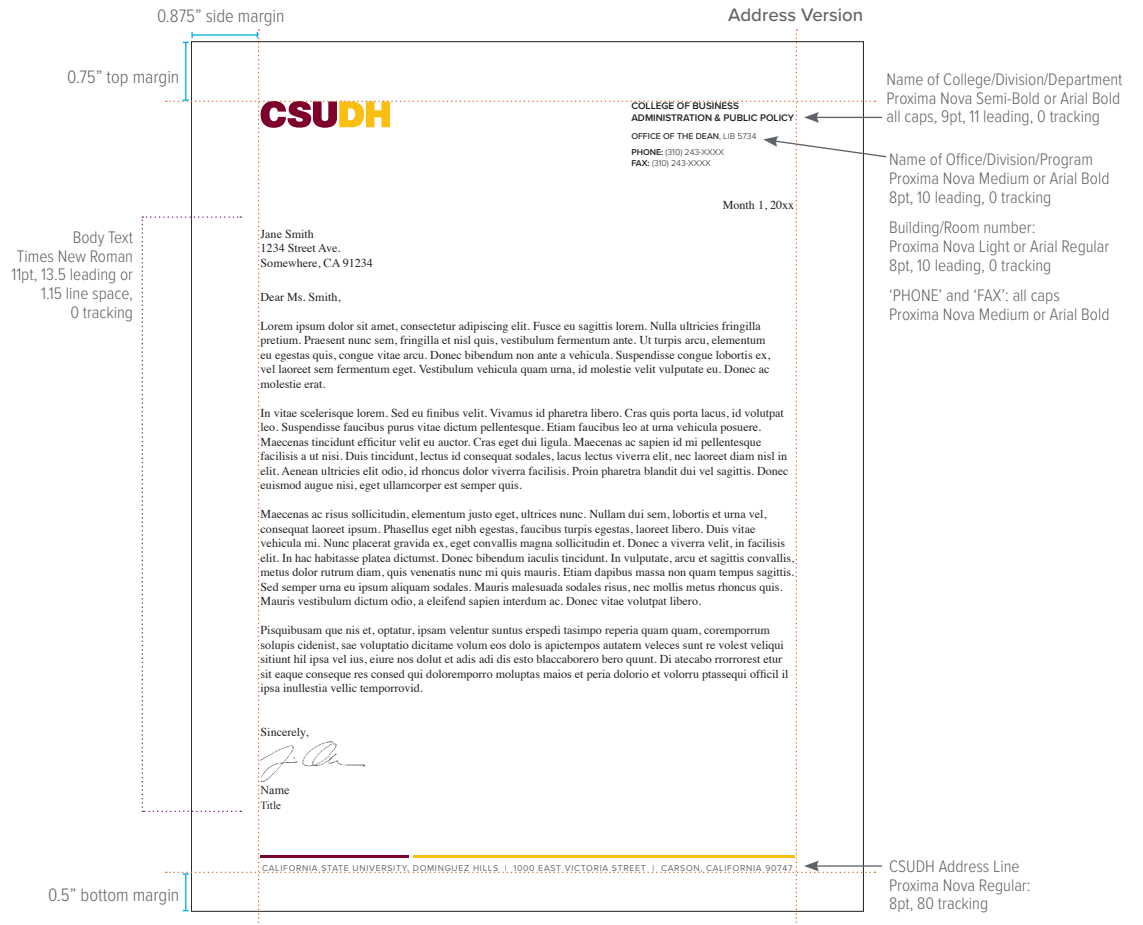 0.875” side margin
Address Version
0.75” top margin
CSUDH
COLLEGE OF BUSINESS
ADMINISTRATION & PUBLIC POLICY
OFFICE OF THE DEAN, LIB 5734
PHONE: (310) 243-XXXX
FAX: (310) 243-XXXX
Name of College/Division/Department
Proxima Nova Semi-Bold or Arial Bold
all caps, 9pt, 11 leading, 0 tracking
Name of Office/Division/Program
Proxima Nova Medium or Arial Bold
8pt, 10 leading, 0 tracking
Building/Room number:
Proxima Nova Light or Arial Regular
8pt, 10 leading, 0 tracking
‘PHONE’ and ‘FAX’: all caps
Proxima Nova Medium or Arial Bold
Month 1, 20xx
Body Text
Times New Roman
11pt, 13.5 leading or
1.15 line space,
0 tracking
Jane Smith
1234 Street Ave.
Somewhere, CA 91234
Dear Ms. Smith,
Lorem ipsum dolor sit amet, consectetur adipiscing elit. Fusce eu sagittis lorem. Nulla ultricies fringilla
pretium. Praesent nunc sem, fringilla et nisl quis, vestibulum fermentum ante. Ut turpis arcu, elementum
eu egestas quis, congue vitae arcu. Donec bibendum non ante a vehicula. Suspendisse congue lobortis ex,
vel laoreet sem fermentum eget. Vestibulum vehicula quam urna, id molestie velit vulputate eu. Donec ac
molestie erat.
In vitae scelerisque lorem. Sed eu finibus velit. Vivamus id pharetra libero. Cras quis porta lacus, id volutpat
leo. Suspendisse faucibus purus vitae dictum pellentesque. Etiam faucibus leo at urna vehicula posuere.
Maecenas tincidunt efficitur velit eu auctor. Cras eget dui ligula. Maecenas ac sapien id mi pellentesque
facilisis a ut nisi. Duis tincidunt, lectus id consequat sodales, lacus lectus viverra elit, nec laoreet diam nisl in
elit. Aenean ultricies elit odio, id rhoncus dolor viverra facilisis. Proin pharetra blandit dui vel sagittis. Donec
euismod augue nisi, eget ullamcorper est semper quis.
Maecenas ac risus sollicitudin, elementum justo eget, ultrices nunc. Nullam dui sem, lobortis et urna vel,
consequat laoreet ipsum. Phasellus eget nibh egestas, faucibus turpis egestas, laoreet libero. Duis vitae
vehicula mi. Nunc placerat gravida ex, eget convallis magna sollicitudin et. Donec a viverra velit, in facilisis
elit. In hac habitasse platea dictumst. Donec bibendum iaculis tincidunt. In vulputate, arcu et sagittis convallis,
metus dolor rutrum diam, quis venenatis nunc mi quis mauris. Etiam dapibus massa non quam tempus sagittis.
Sed semper urna eu ipsum aliquam sodales. Mauris malesuada sodales risus, nec mollis metus rhoncus quis.
Mauris vestibulum dictum odio, a eleifend sapien interdum ac. Donec vitae volutpat libero.
Pisquibusam que nis et, optatur, ipsam velentur suntus erspedi tasimpo reperia quam quam, coremporrum
solupis cidenist, sae voluptatio dicitame volum eos dolo is apictempos autatem veleces sunt re volest veliqui
sitiunt hil ipsa vel ius, eiure nos dolut et adis adi dis esto blaccaborero bero quunt. Di atecabo rrorrorest etur
sit eaque conseque res consed qui doloremporro moluptas maios et peria dolorio et volorru ptassequi officil il
ipsa inullestia vellic temporrovid.
Sincerely,
Name
Title
CALIFORNIA STATE UNIVERSITY, DOMINGUEZ HILLS | 1000 EAST VICTORIA STREET | CARSON, CALIFORNIA 90747
0.5” bottom margin
CSUDH Address Line
Proxima Nova Regular:
8pt, 80 tracking